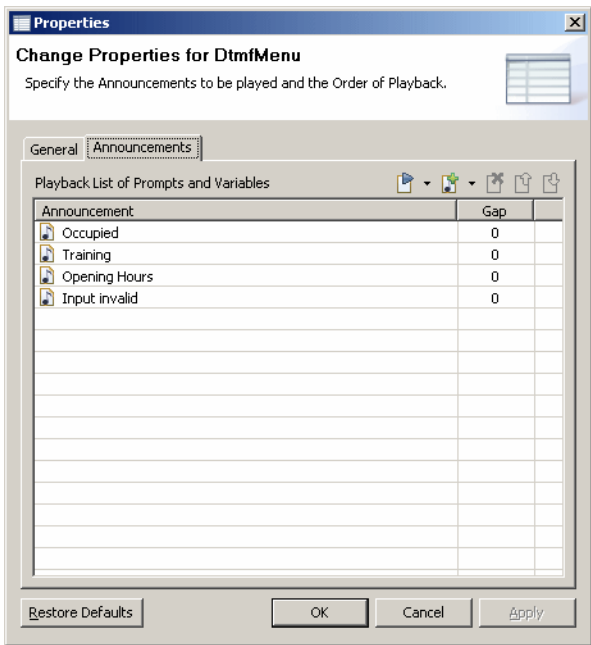 Properties
Change Properties for DtmfMenu
Specify the Announcements to be played and the Order of Playback.
General Announcements
Playback List of Prompts and Variables
Announcement Gap
Occupied 0
Training 0
Opening Hours 0
Input invalid 0
Restore Defaults OK Cancel Apply